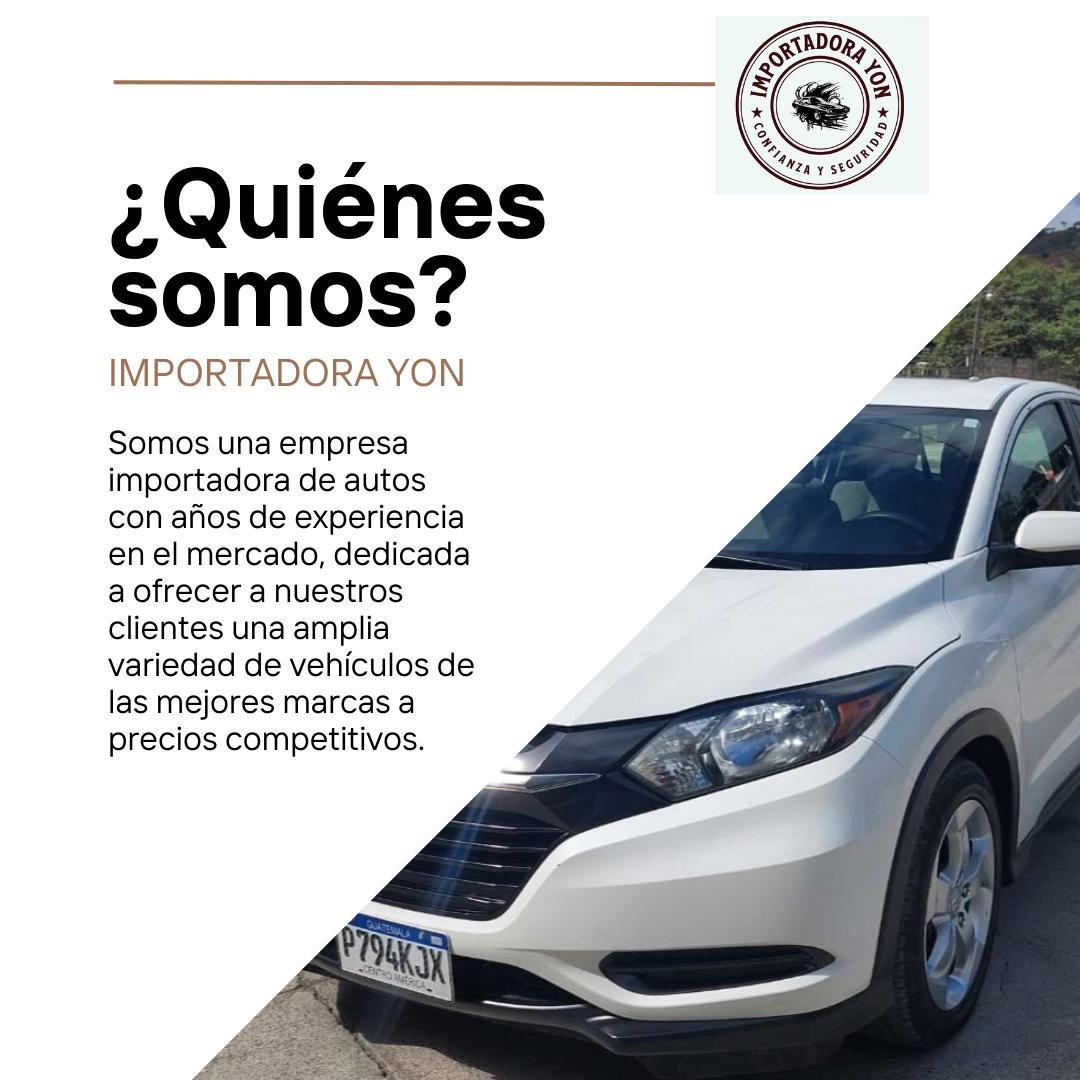 IMPORTADORA YON
★ CONFIANZA Y SEGURIDAD ★
¿Quiénes
somos?
IMPORTADORA YON
Somos una empresa
importadora de autos
con años de experiencia
en el mercado, dedicada
a ofrecer a nuestros
clientes una amplia
variedad de vehículos de
las mejores marcas a
precios competitivos.
GUATEMALA
P794KJX
CENTRO AMÉRICA